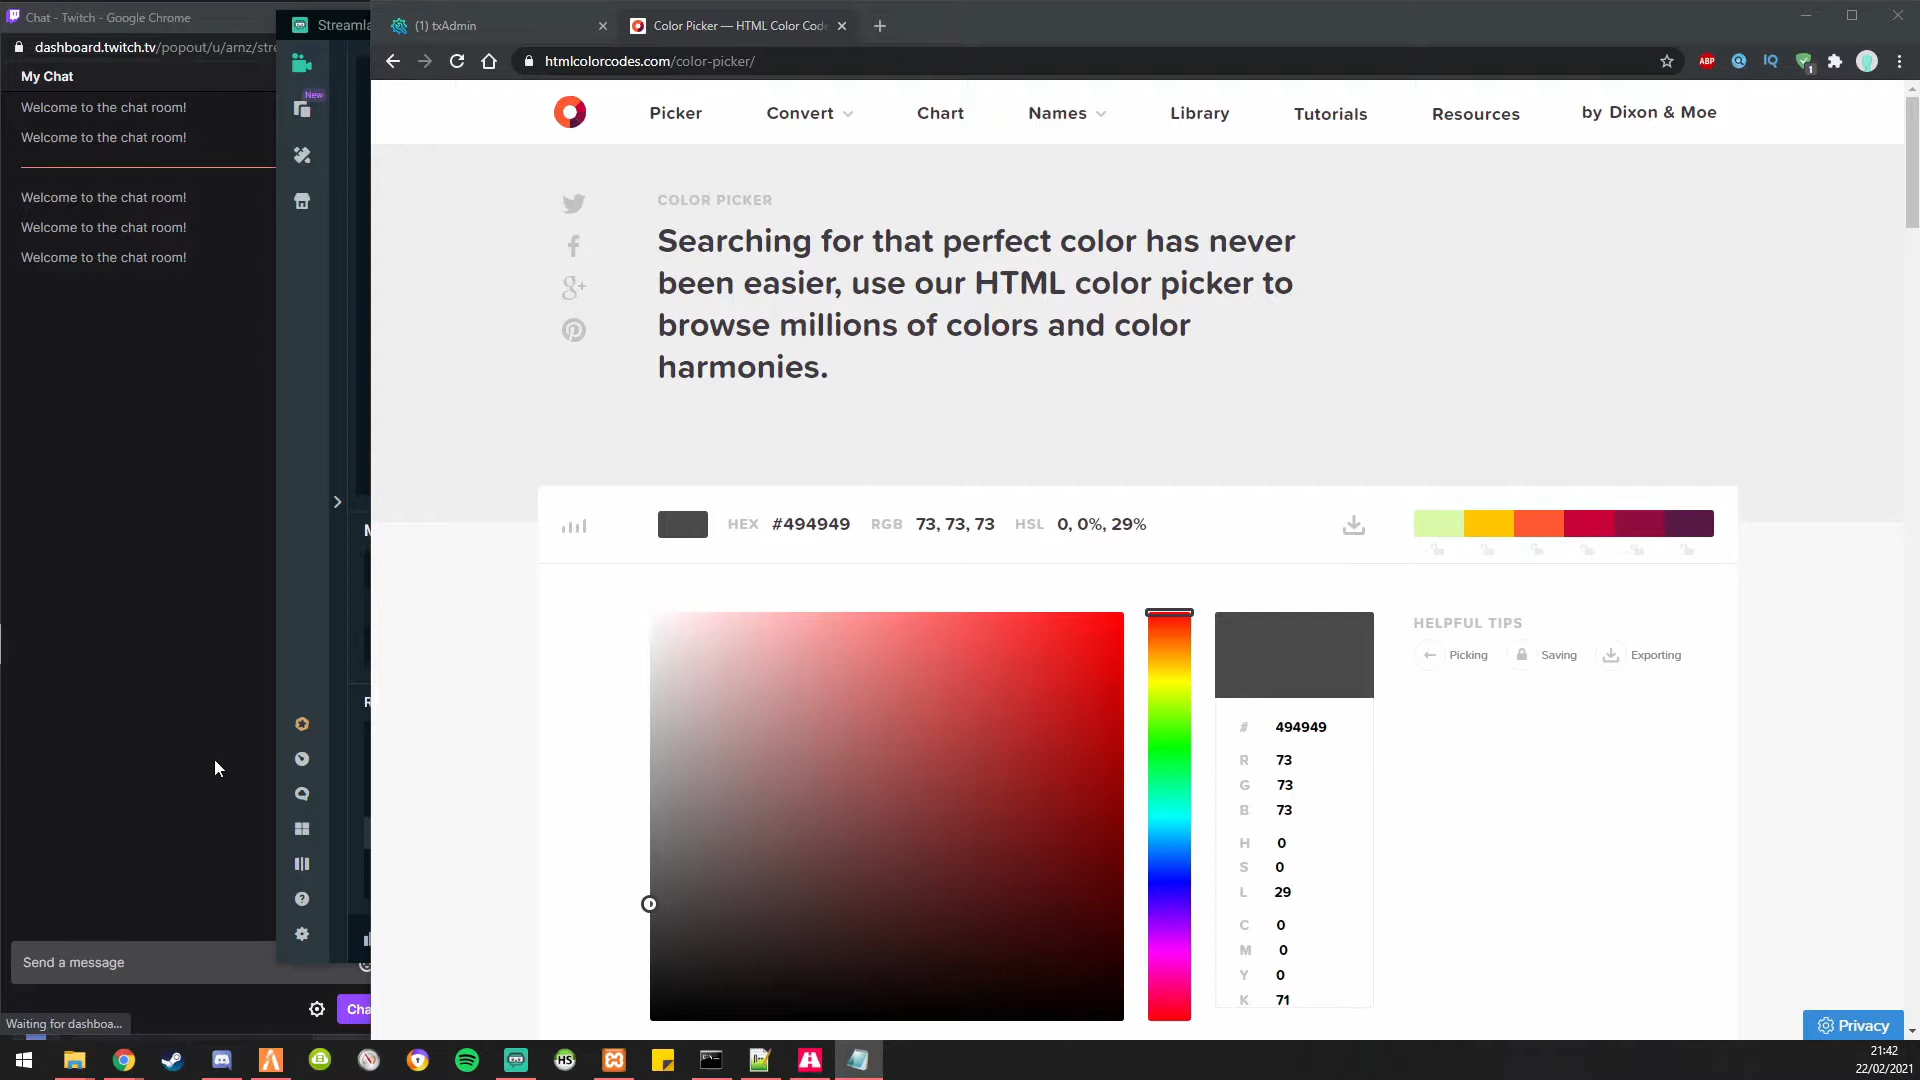 Chat - Twitch - Google Chrome
dashboard.twitch.tv/popout/u/arnz/stre
My Chat
Welcome to the chat room!
Welcome to the chat room!
Welcome to the chat room!
Welcome to the chat room!
Welcome to the chat room!
Send a message
Cha
Waiting for dashboa...
Streamla
New
(1) txAdmin
Color Picker — HTML Color Cod
htmlcolorcodes.com/color-picker/
ABP
IQ
1
Picker
Convert
Chart
Names
Library
Tutorials
Resources
by Dixon & Moe
COLOR PICKER
Searching for that perfect color has never
been easier, use our HTML color picker to
browse millions of colors and color
harmonies.
HEX #494949 RGB 73, 73, 73 HSL 0, 0%, 29%
# 494949
R 73
G 73
B 73
H 0
S 0
L 29
C 0
M 0
Y 0
K 71
HELPFUL TIPS
Picking
Saving
Exporting
Privacy
HS
21:42
22/02/2021